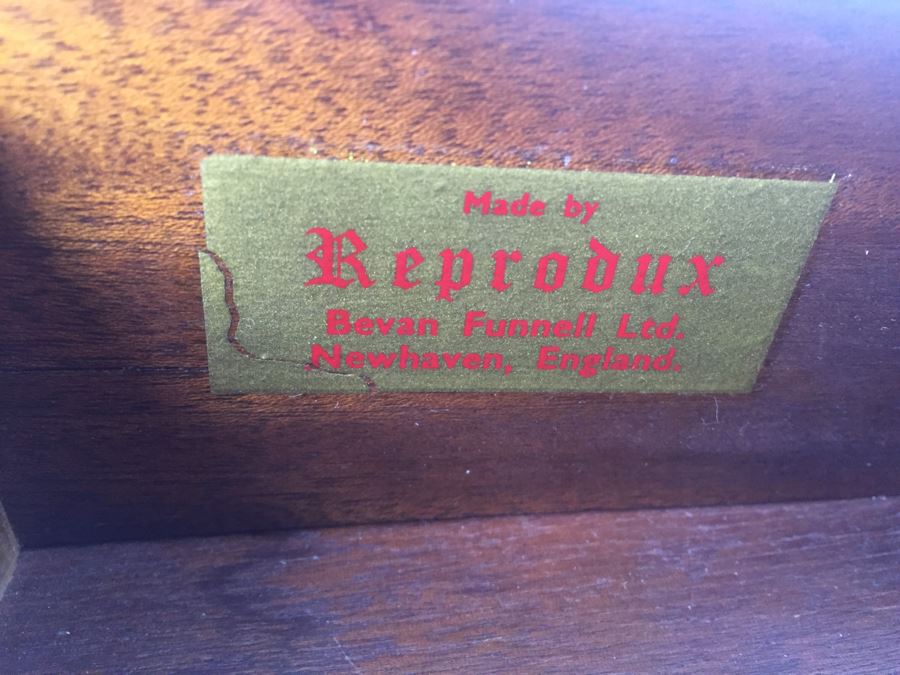 Made by
Reprodux
Bevan Funnell Ltd.
Newhaven, England.